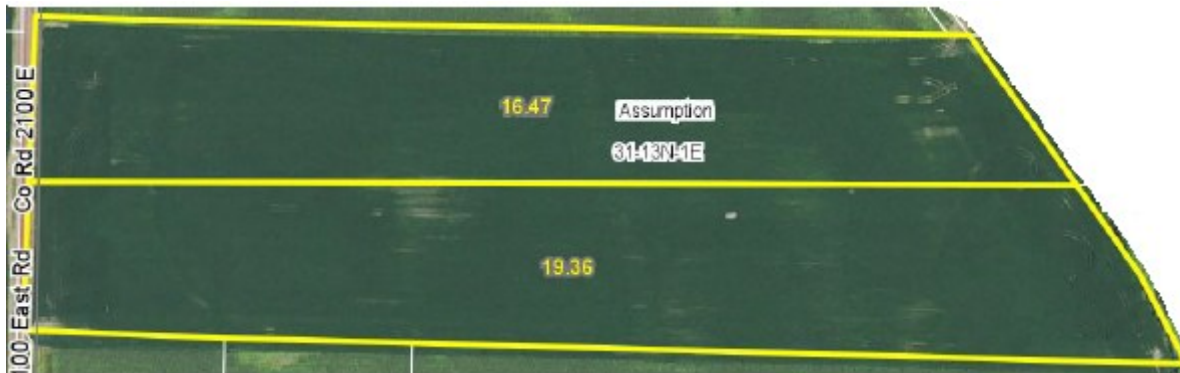 16.47
Assumption
31-13N-1E
Co Rd 2100 E
19.36
100 East Rd